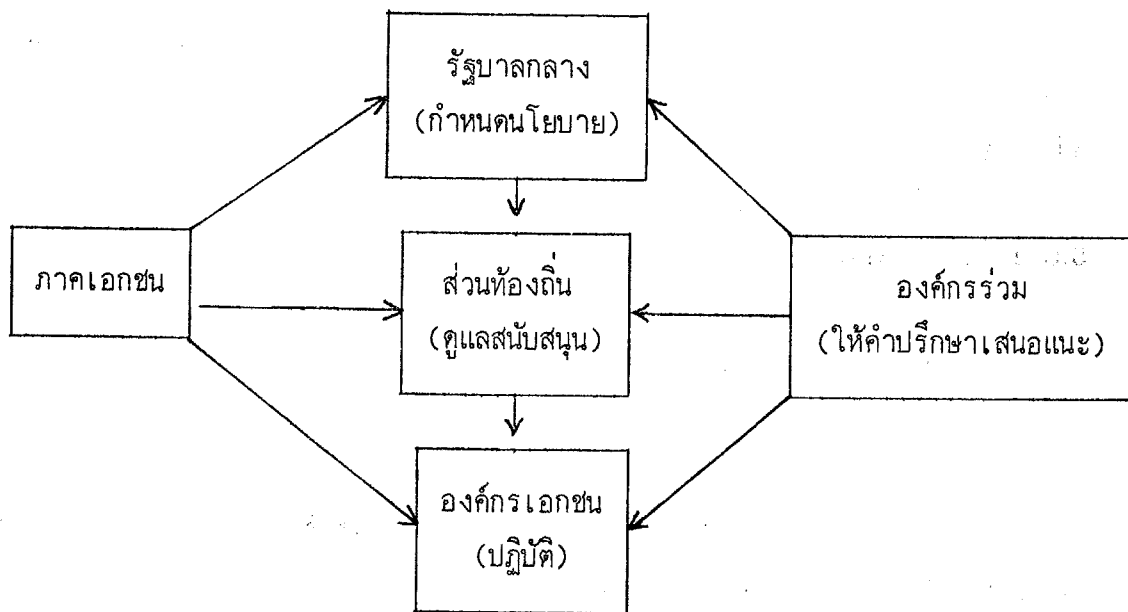 รัฐบาลกลาง
(กำหนดนโยบาย)
ภาคเอกชน
ส่วนท้องถิ่น
(ดูแลสนับสนุน)
องค์กรร่วม
(ให้คำปรึกษาเสนอแนะ)
องค์กรเอกชน
(ปฏิบัติ)